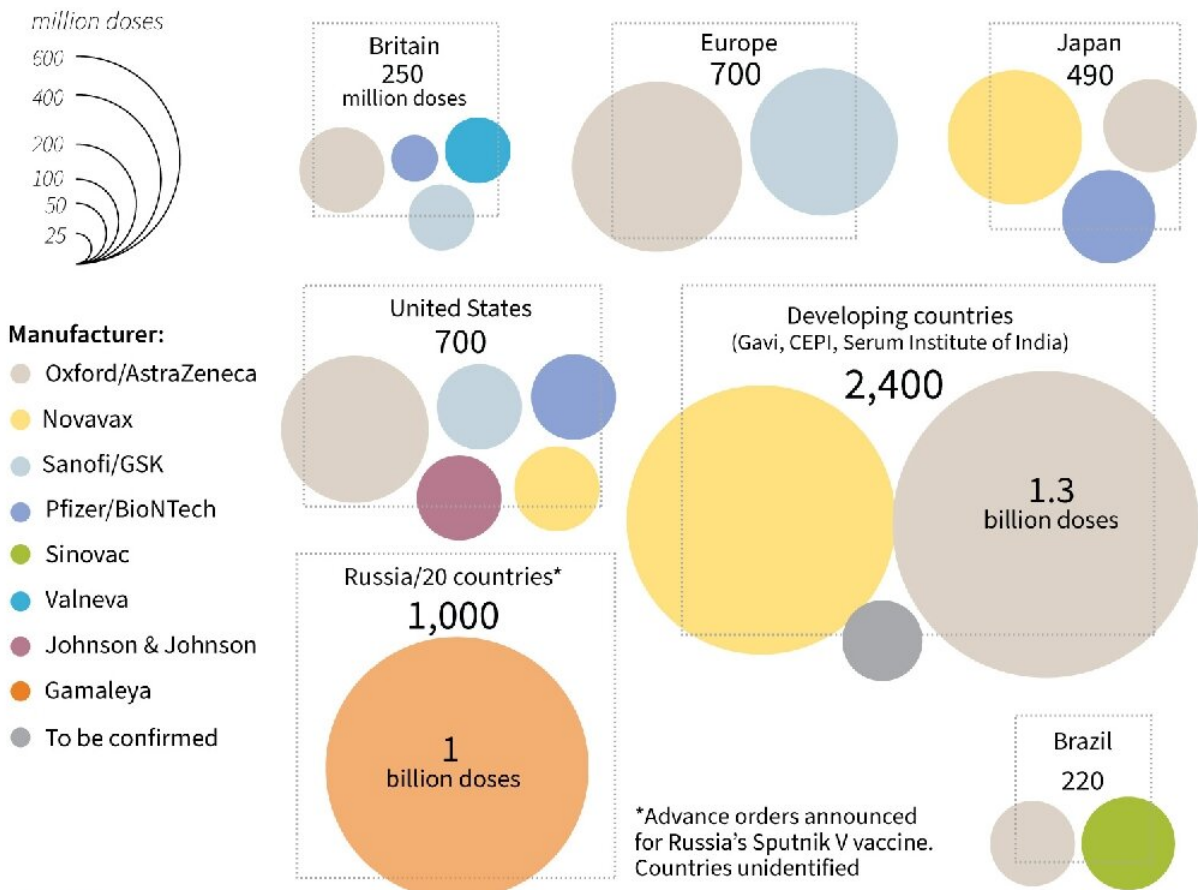 million doses
600
400
200
100
50
25
Britain
250
million doses
Europe
700
Japan
490
Manufacturer:
Oxford/AstraZeneca
Novavax
Sanofi/GSK
Pfizer/BioNTech
Sinovac
Valneva
Johnson & Johnson
Gamaleya
To be confirmed
United States
700
Developing countries
(Gavi, CEPI, Serum Institute of India)
2,400
1.3
billion doses
Russia/20 countries*
1,000
1
billion doses
*Advance orders announced
for Russia’s Sputnik V vaccine.
Countries unidentified
Brazil
220